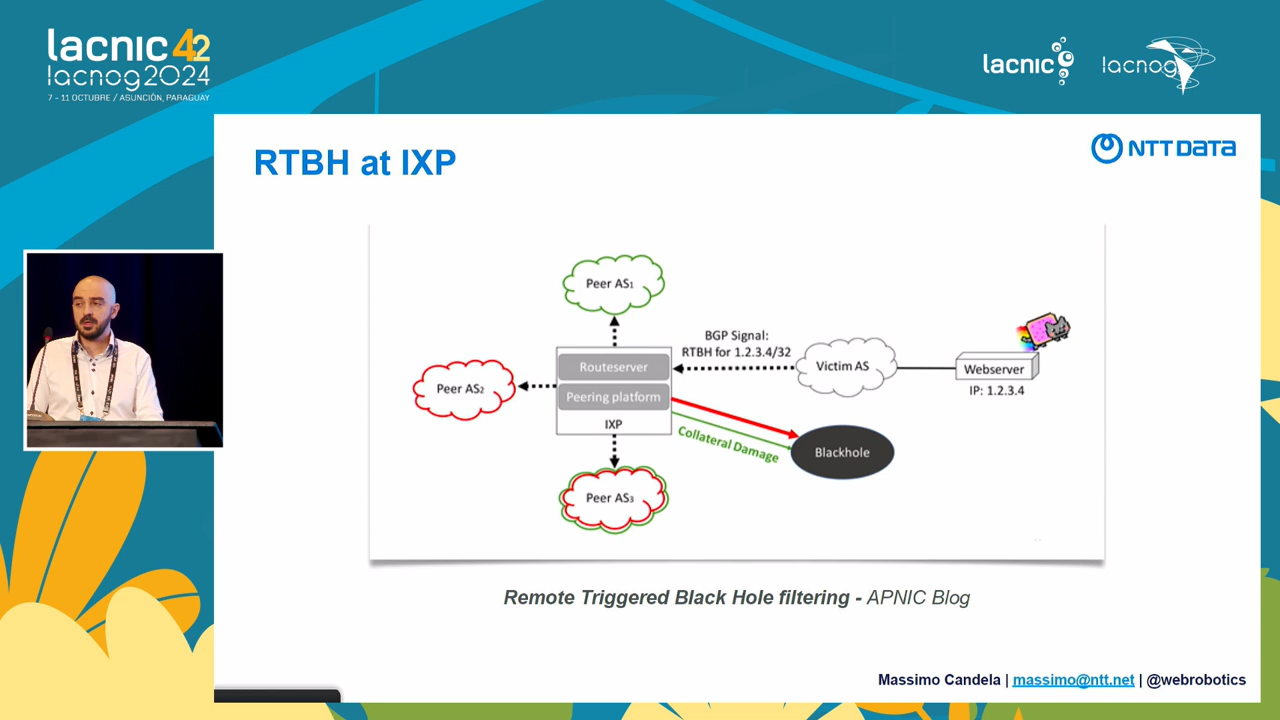 lacnic 42
lacnog2024
7 - 11 OCTUBRE / ASUNCIÓN, PARAGUAY
lacnic
lacnog
RTBH at IXP
NTT DATA
Peer AS1
BGP Signal:
RTBH for 1.2.3.4/32
Routeserver
Victim AS
Webserver
Peer AS2
Peering platform
IP: 1.2.3.4
IXP
Collateral Damage
Blackhole
Peer AS3
Remote Triggered Black Hole filtering - APNIC Blog
Massimo Candela | massimo@ntt.net | @webrobotics